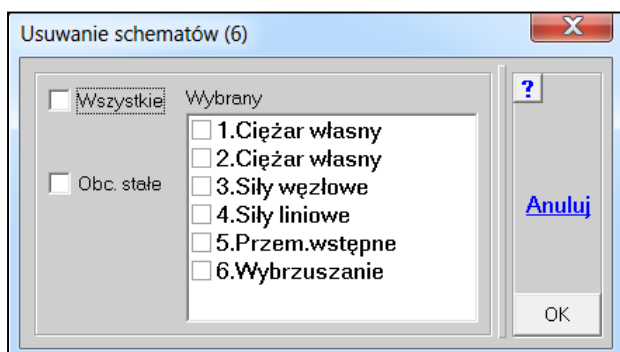 Usuwanie schematów (6)
X
Wszystkie
Wybrany
1.Ciężar własny
2.Ciężar własny
3.Siły węzłowe
4.Siły liniowe
5.Przem.wstępne
6.Wybrzuszanie
Obc. stałe
?
Anuluj
OK